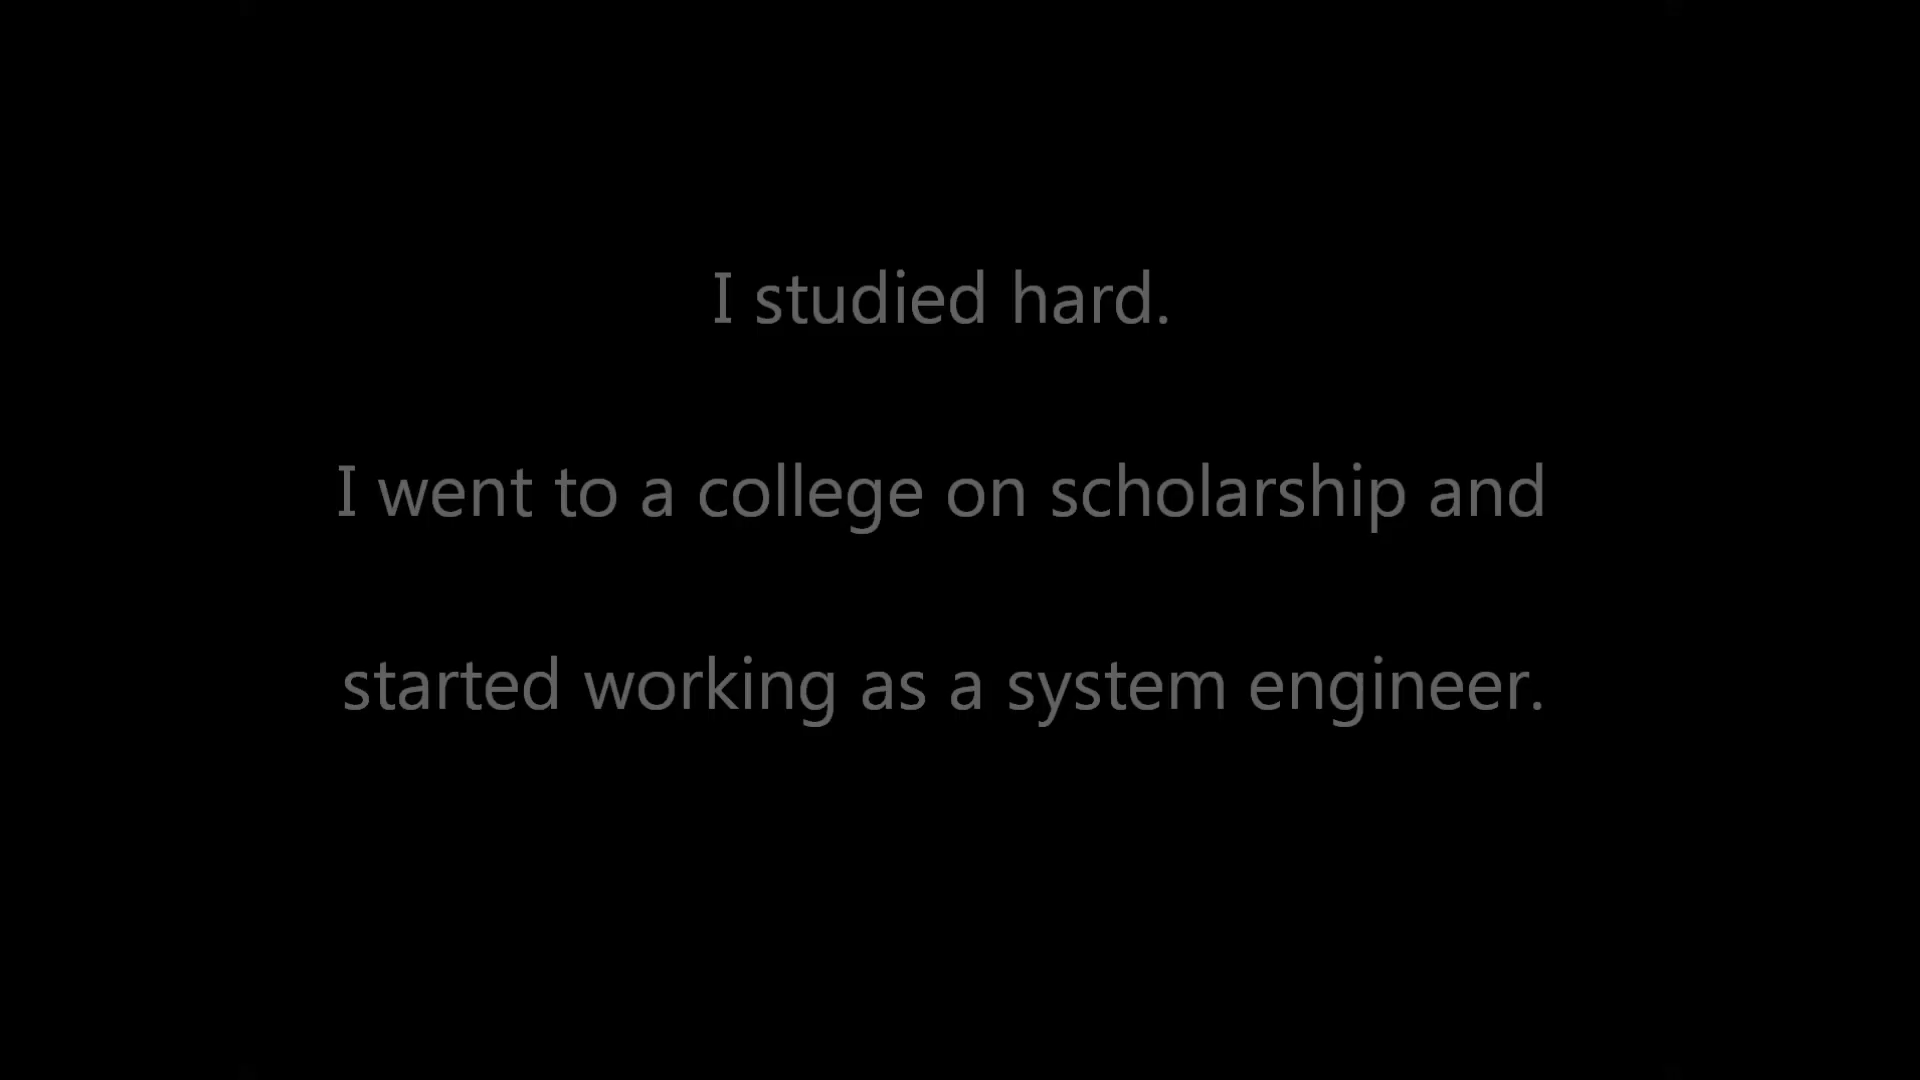 I studied hard.
I went to a college on scholarship and
started working as a system engineer.